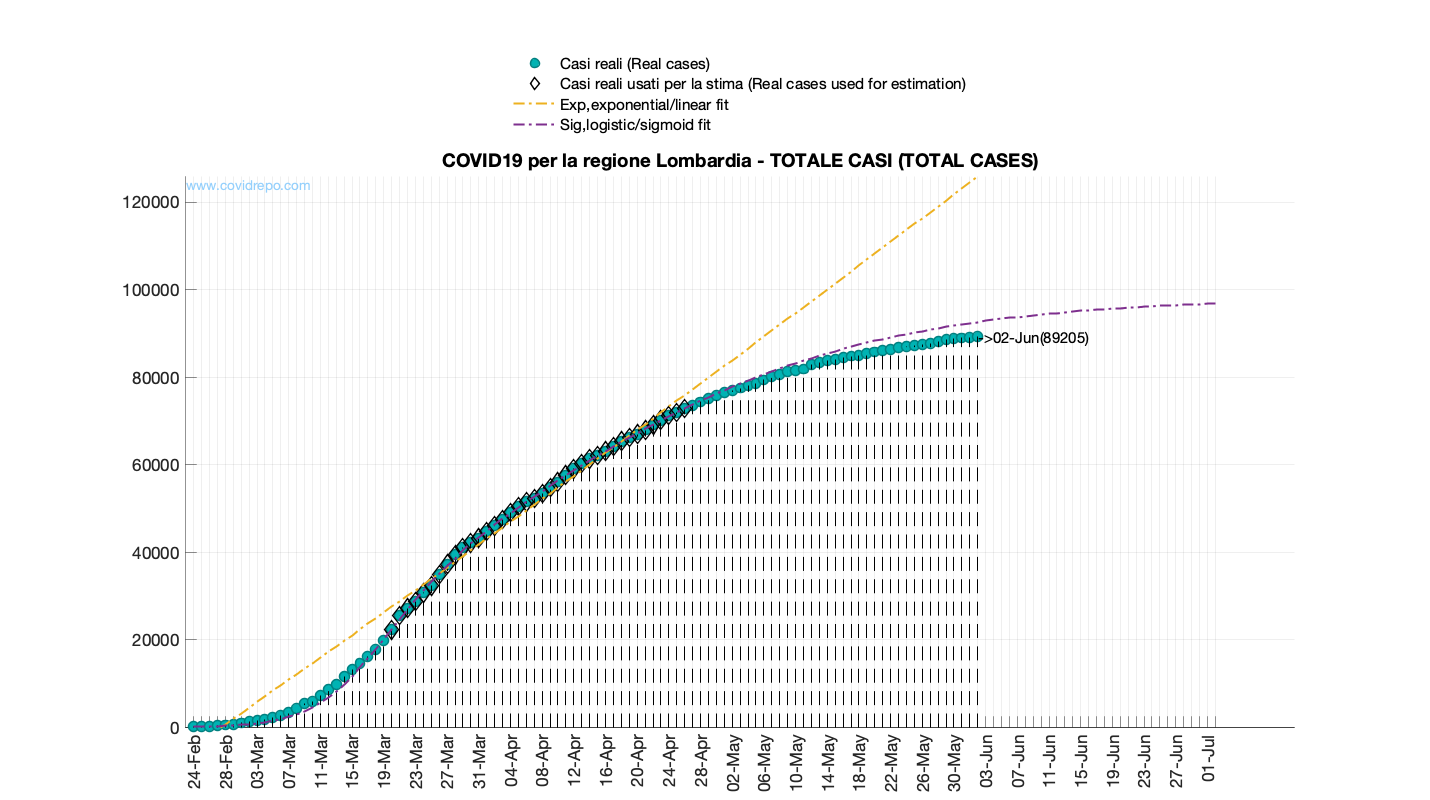 Casi reali (Real cases)
Casi reali usati per la stima (Real cases used for estimation)
Exp,exponential/linear fit
Sig,logistic/sigmoid fit
COVID19 per la regione Lombardia - TOTALE CASI (TOTAL CASES)
www.covidrepo.com
120000
100000
80000
60000
40000
20000
0
->02-Jun(89205)
24-Feb
28-Feb
03-Mar
07-Mar
11-Mar
15-Mar
19-Mar
23-Mar
27-Mar
31-Mar
04-Apr
08-Apr
12-Apr
16-Apr
20-Apr
24-Apr
28-Apr
02-May
06-May
10-May
14-May
18-May
22-May
26-May
30-May
03-Jun
07-Jun
11-Jun
15-Jun
19-Jun
23-Jun
27-Jun
01-Jul